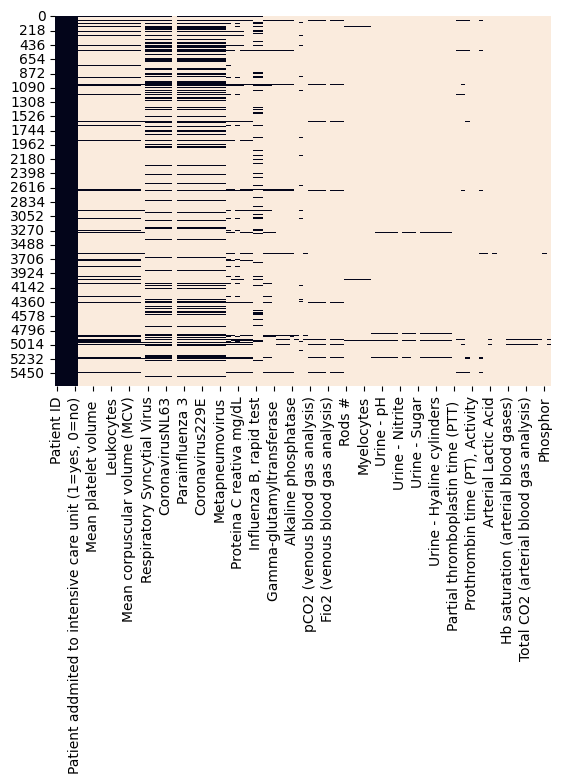 0
218
436
654
872
1090
1308
1526
1744
1962
2180
2398
2616
2834
3052
3270
3488
3706
3924
4142
4360
4578
4796
5014
5232
5450
Patient ID
Patient addmited to intensive care unit (1=yes, 0=no)
Mean platelet volume
Leukocytes
Mean corpuscular volume (MCV)
Respiratory Syncytial Virus
CoronavirusNL63
Parainfluenza 3
Coronavirus229E
Metapneumovirus
Proteina C reativa mg/dL
Influenza B, rapid test
Gamma-glutamyltransferase
Alkaline phosphatase
pCO2 (venous blood gas analysis)
Fio2 (venous blood gas analysis)
Rods #
Myelocytes
Urine - pH
Urine - Nitrite
Urine - Sugar
Urine - Hyaline cylinders
Partial thromboplastin time (PTT)
Prothrombin time (PT), Activity
Arterial Lactic Acid
Hb saturation (arterial blood gases)
Total CO2 (arterial blood gas analysis)
Phosphor